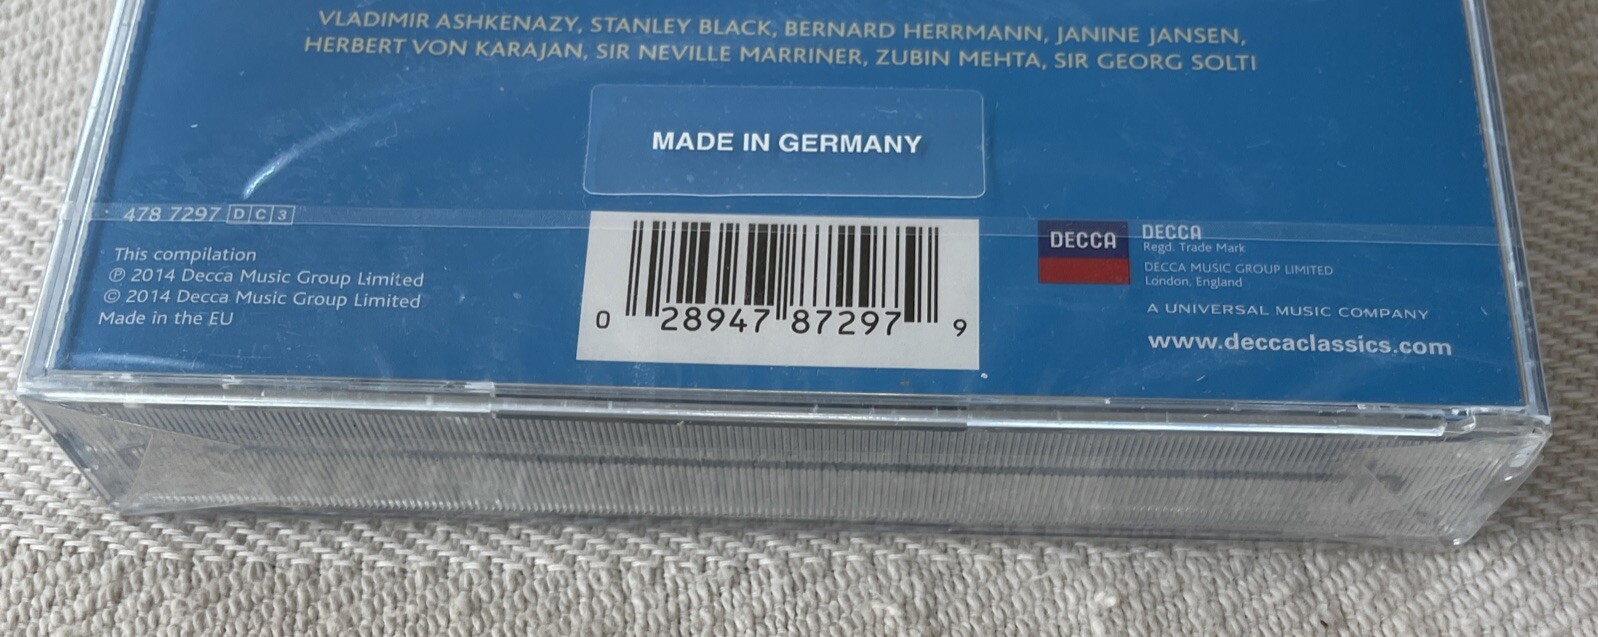 VLADIMIR ASHKENAZY, STANLEY BLACK, BERNARD HERRMANN, JANINE JANSEN,
HERBERT VON KARAJAN, SIR NEVILLE MARRINER, ZUBIN MEHTA, SIR GEORG SOLTI
MADE IN GERMANY
478 7297 D C 3
This compilation
℗ 2014 Decca Music Group Limited
© 2014 Decca Music Group Limited
Made in the EU
0 28947 87297 9
DECCA
DECCA
Regd. Trade Mark
DECCA MUSIC GROUP LIMITED
London, England
A UNIVERSAL MUSIC COMPANY
www.deccaclassics.com